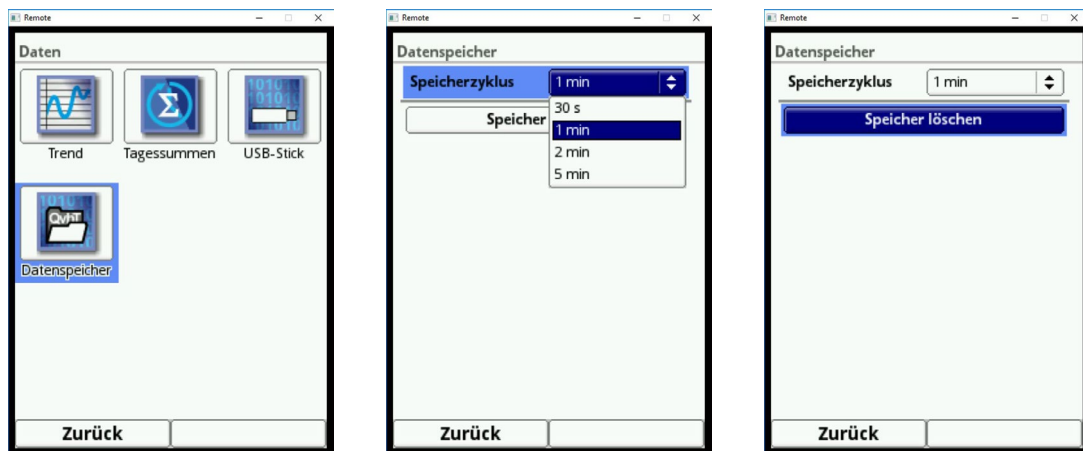 Remote
Daten
Trend
Tagessummen
USB-Stick
QvhT
Datenspeicher
Zurück
Remote
Datenspeicher
Speicherzyklus
1 min
30 s
1 min
2 min
5 min
Speicher
Zurück
Remote
Datenspeicher
Speicherzyklus
1 min
Speicher löschen
Zurück